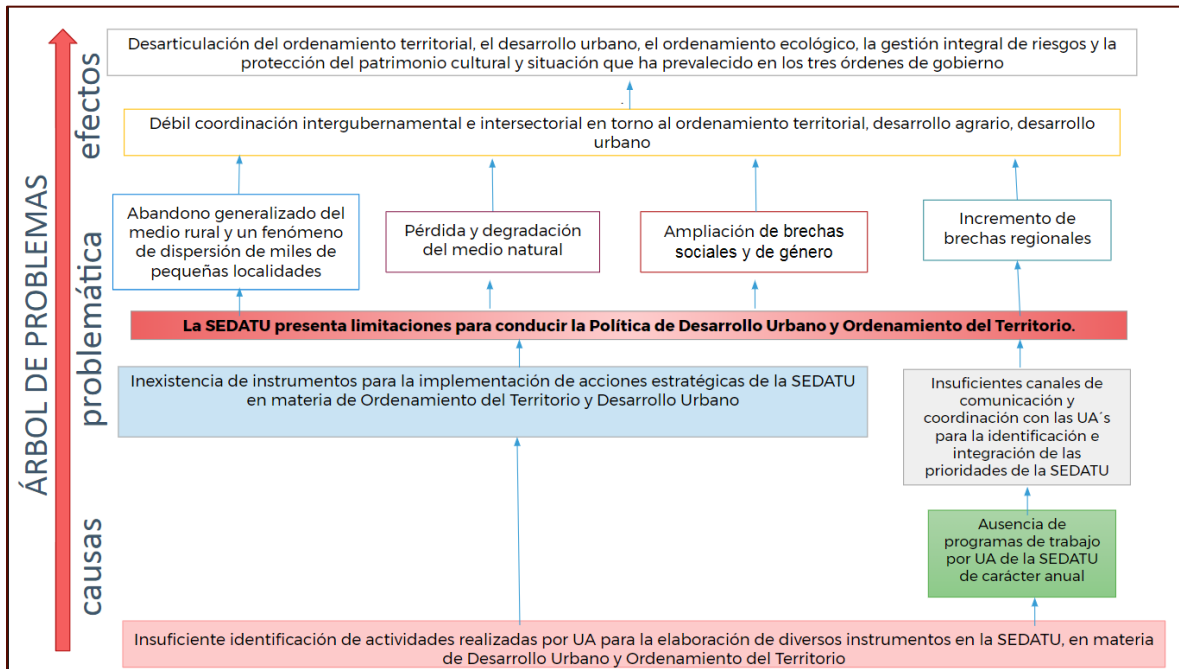 ÁRBOL DE PROBLEMAS
efectos
Desarticulación del ordenamiento territorial, el desarrollo urbano, el ordenamiento ecológico, la gestión integral de riesgos y la
protección del patrimonio cultural y situación que ha prevalecido en los tres órdenes de gobierno
Débil coordinación intergubernamental e intersectorial en torno al ordenamiento territorial, desarrollo agrario, desarrollo
urbano
problemática
Abandono generalizado del
medio rural y un fenómeno
de dispersión de miles de
pequeñas localidades
Pérdida y degradación
del medio natural
Ampliación de brechas
sociales y de género
Incremento de
brechas regionales
La SEDATU presenta limitaciones para conducir la Política de Desarrollo Urbano y Ordenamiento del Territorio.
Inexistencia de instrumentos para la implementación de acciones estratégicas de la SEDATU
en materia de Ordenamiento del Territorio y Desarrollo Urbano
Insuficientes canales de
comunicación y
coordinación con las UA´s
para la identificación e
integración de las
prioridades de la SEDATU
causas
Ausencia de
programas de trabajo
por UA de la SEDATU
de carácter anual
Insuficiente identificación de actividades realizadas por UA para la elaboración de diversos instrumentos en la SEDATU, en materia
de Desarrollo Urbano y Ordenamiento del Territorio